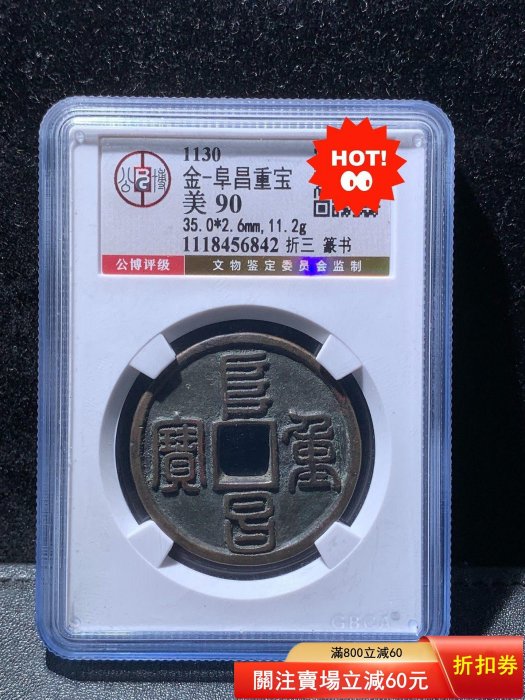 1130
金-阜昌重宝
美 90
35.0*2.6mm,11.2g
1118456842 折三 篆书
公博
公博评级
文物鉴定委员会监制
HOT!
阜昌重寶
GBCA
滿800立減60
關注賣場立減60元
折扣券